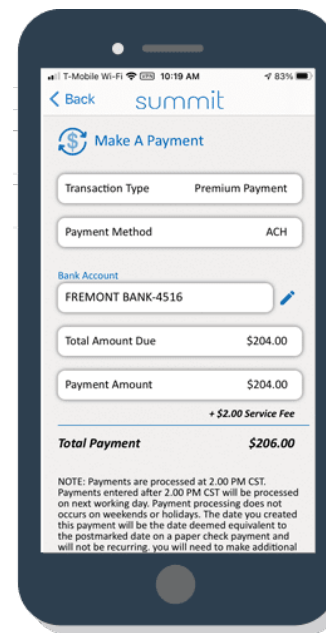 T-Mobile Wi-Fi 10:19 AM 83%
Back summit
Make A Payment
Transaction Type Premium Payment
Payment Method ACH
Bank Account
FREMONT BANK-4516
Total Amount Due $204.00
Payment Amount $204.00
+ $2.00 Service Fee
Total Payment $206.00
NOTE: Payments are processed at 2.00 PM CST.
Payments entered after 2.00 PM CST will be processed
on next working day. Payment processing does not
occurs on weekends or holidays. The date you created
this payment will be the date deemed equivalent to
the postmarked date on a paper check payment and
will not be recurring. you will need to make additional